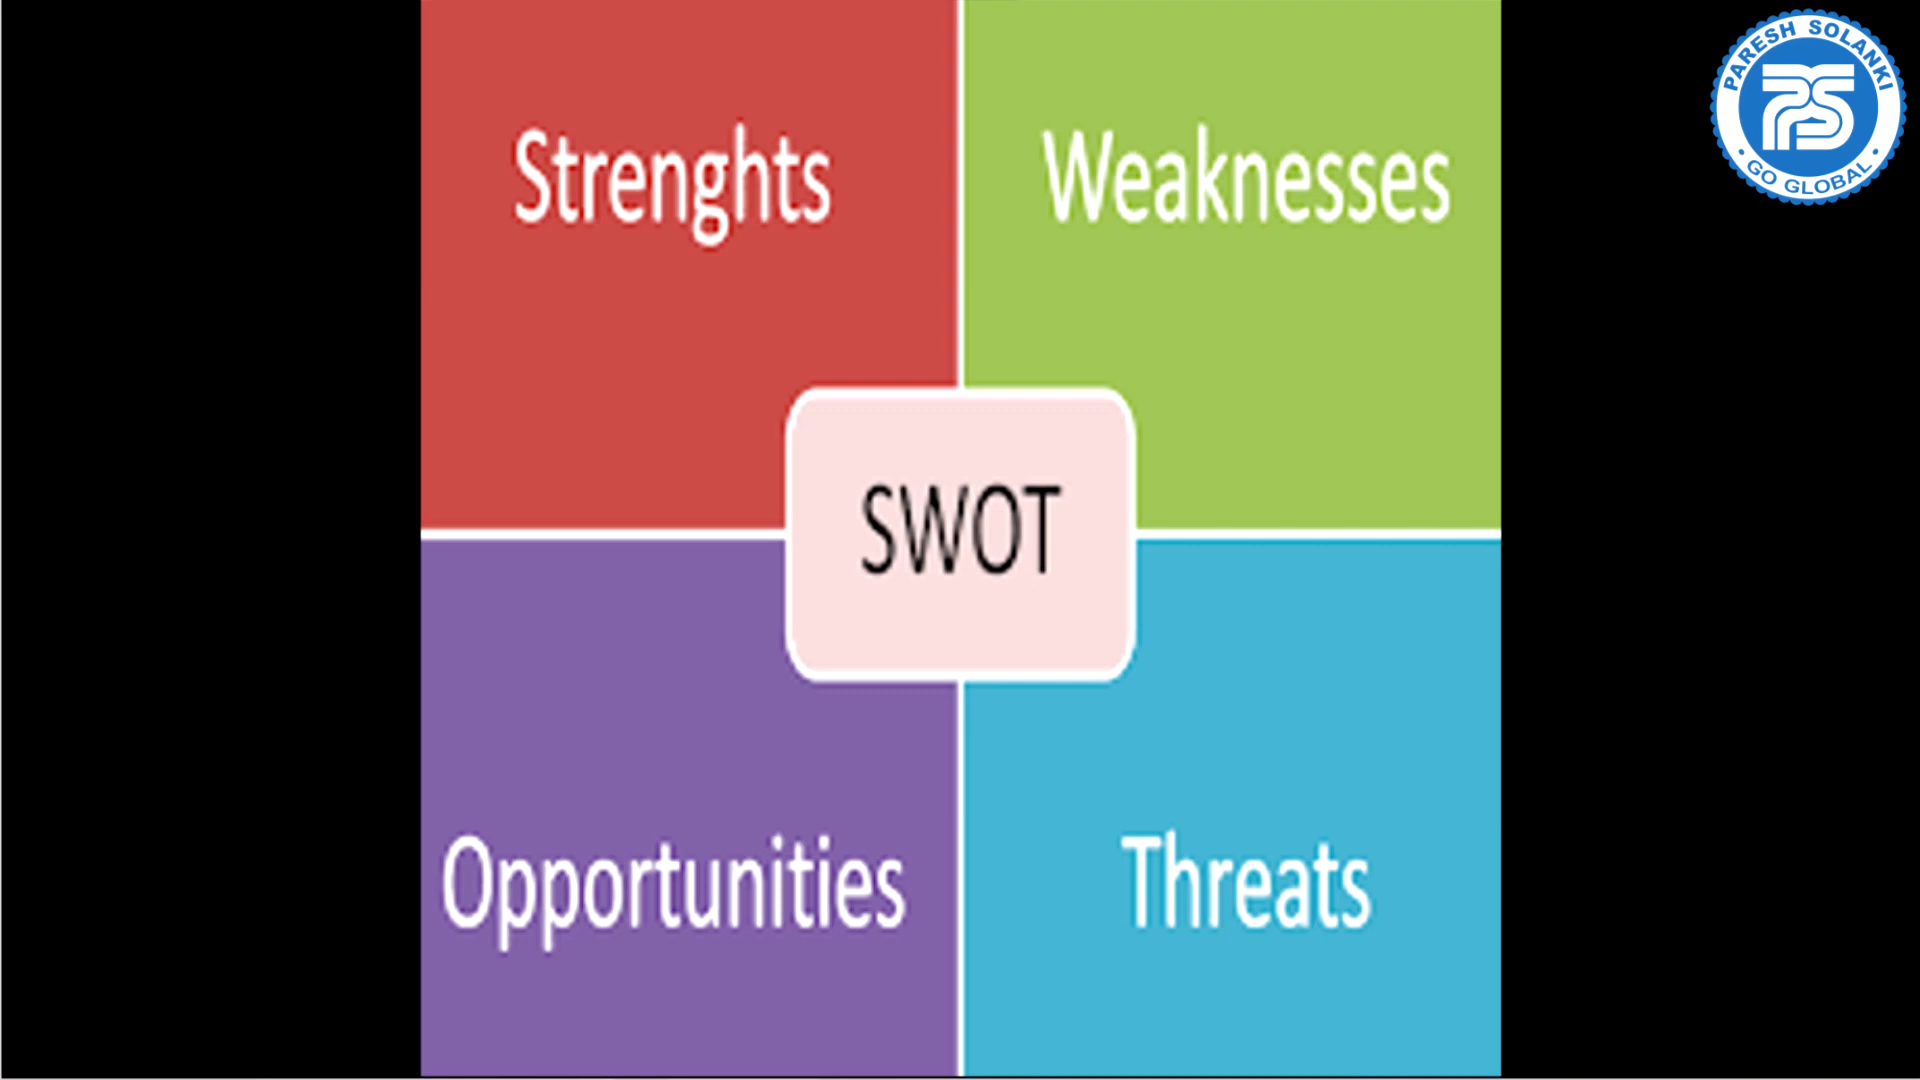 Strenghts
Weaknesses
SWOT
Opportunities
Threats
PARESH SOLANKI
PS
• GO GLOBAL •